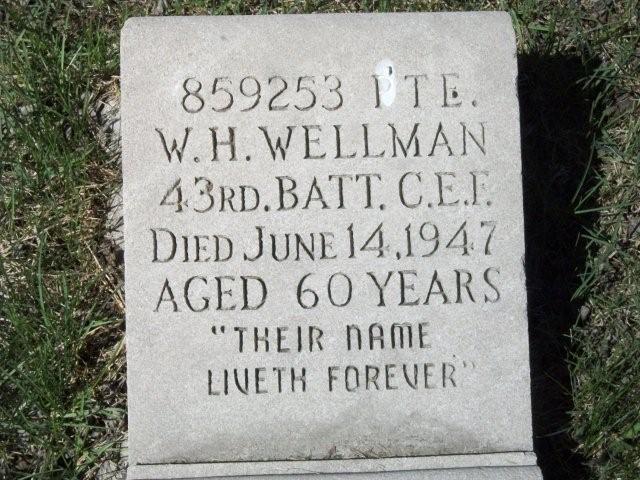 859253 PTE.
W.H. WELLMAN
43RD. BATT. C.E.F.
DIED JUNE 14, 1947
AGED 60 YEARS
"THEIR NAME
LIVETH FOREVER"